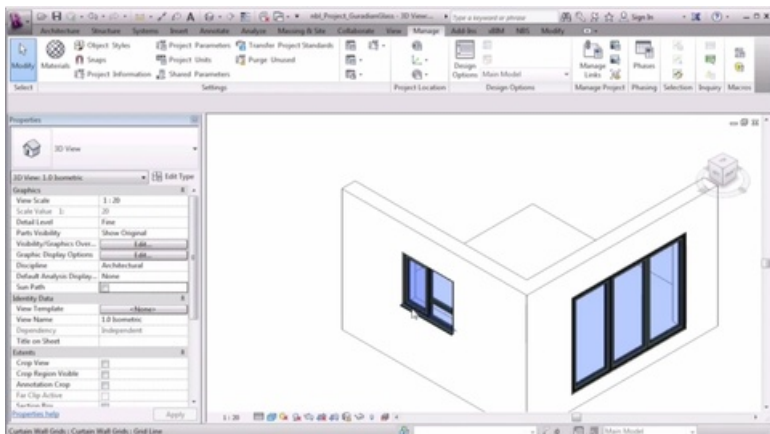 nbl_Project_GuradianGlass - 3D View:...
Type a keyword or phrase
Sign In
Architecture Structure Systems Insert Annotate Analyze Massing & Site Collaborate View Manage Add-Ins dBIM NBS Modify
Modify
Materials
Object Styles
Snaps
Project Information
Project Parameters
Project Units
Shared Parameters
Transfer Project Standards
Purge Unused
Design Options
Main Model
Manage Links
Phases
Select Settings Project Location Design Options Manage Project Phasing Selection Inquiry Macros
Properties
3D View
3D View: 1.0 Isometric Edit Type
Graphics
View Scale 1 : 20
Scale Value 1: 20
Detail Level Fine
Parts Visibility Show Original
Visibility/Graphics Over... Edit...
Graphic Display Options Edit...
Discipline Architectural
Default Analysis Display... None
Sun Path
Identity Data
View Template <None>
View Name 1.0 Isometric
Dependency Independent
Title on Sheet
Extents
Crop View
Crop Region Visible
Annotation Crop
Far Clip Active
Section Box
Properties help Apply
1 : 20
Curtain Wall Grids : Curtain Wall Grids : Grid Line
Main Model